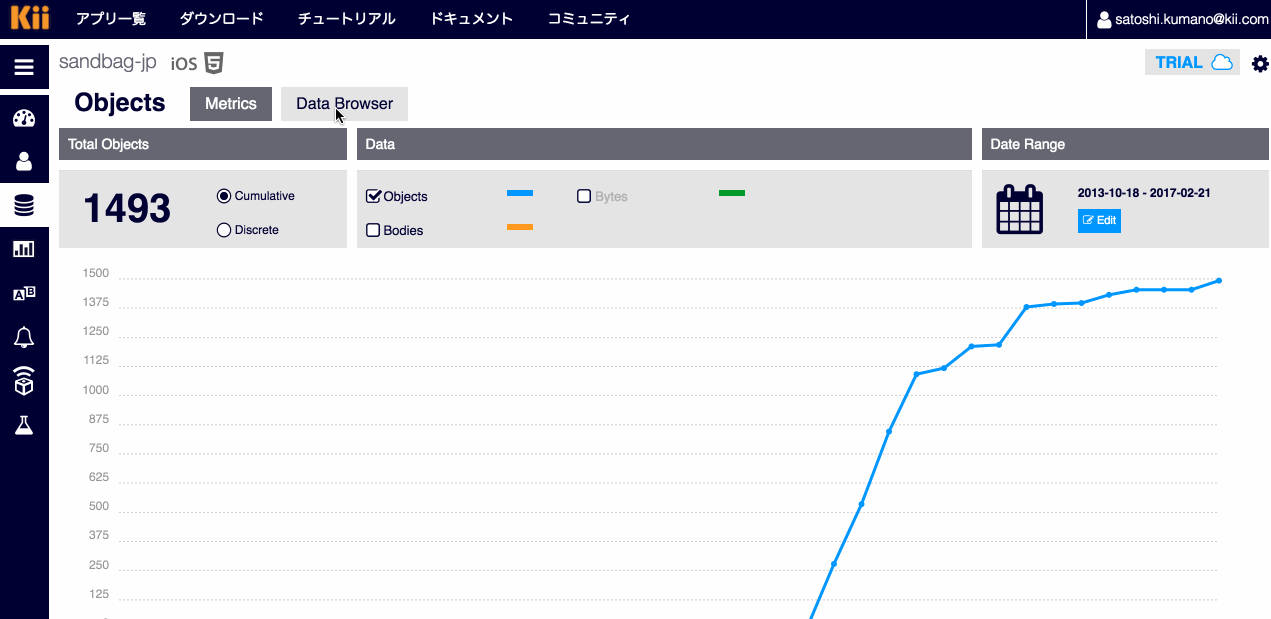 Kii アプリ一覧 ダウンロード チュートリアル ドキュメント コミュニティ satoshi.kumano@kii.com
sandbag-jp iOS 5 TRIAL
Objects Metrics Data Browser
Total Objects Data Date Range
1493 Cumulative Objects Bytes 2013-10-18 - 2017-02-21
Discrete Bodies Edit
A B
1500
1375
1250
1125
1000
875
750
625
500
375
250
125